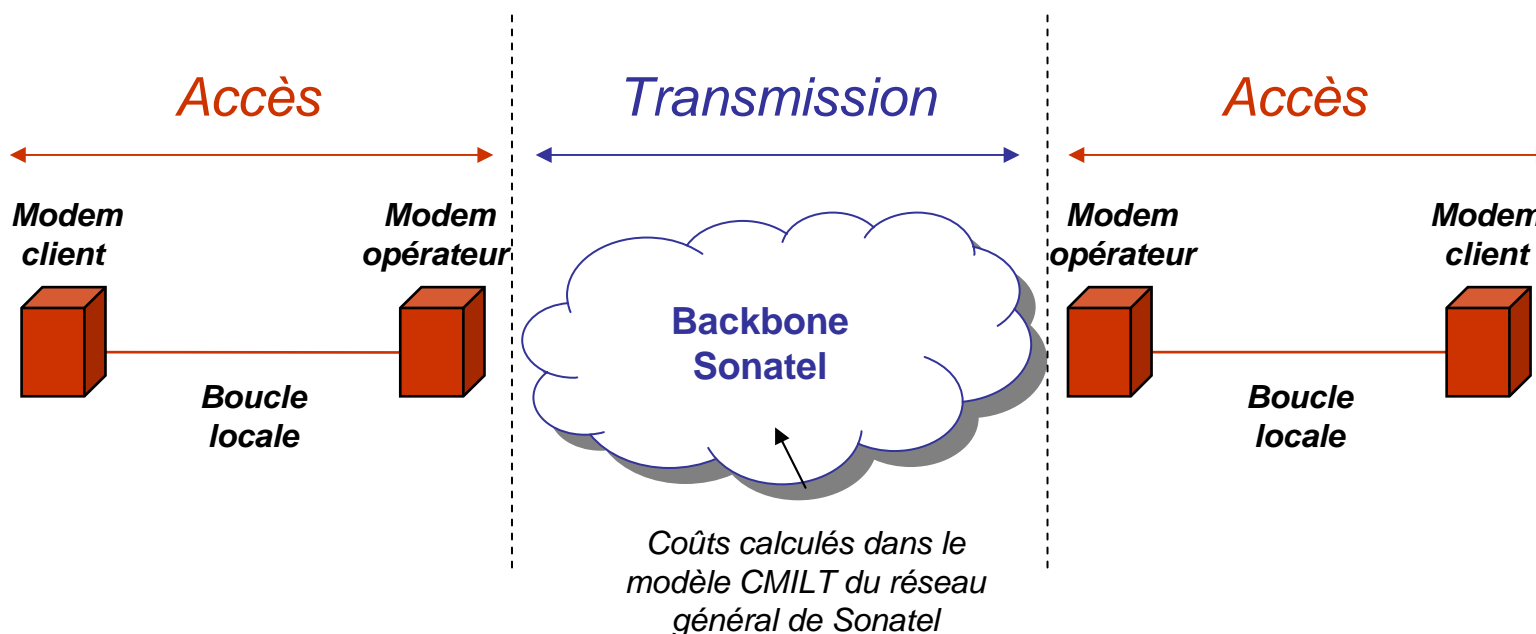 Accès
Transmission
Accès
Modem
client
Modem
opérateur
Modem
opérateur
Modem
client
Backbone
Sonatel
Boucle
locale
Boucle
locale
Coûts calculés dans le
modèle CMILT du réseau
général de Sonatel